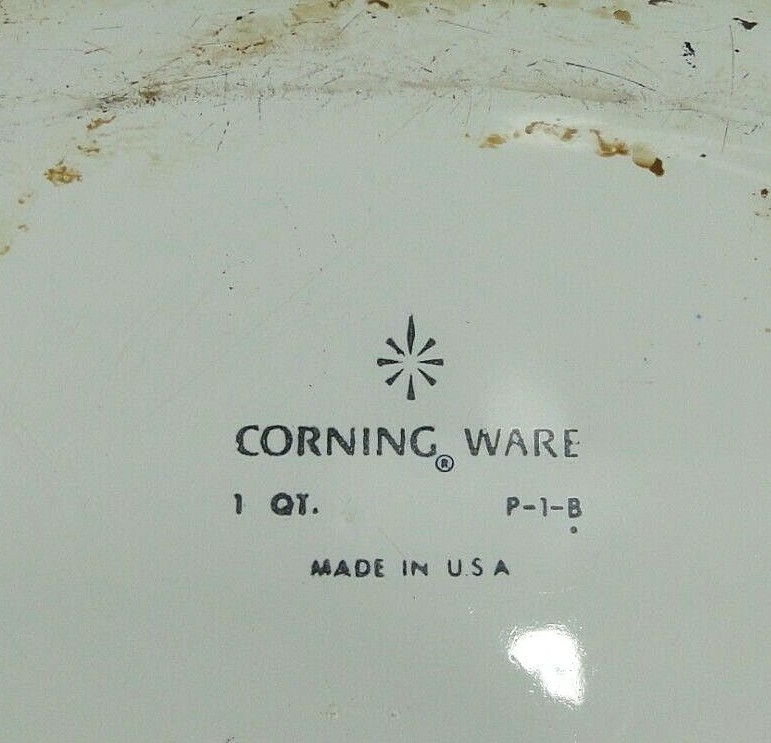 CORNING® WARE
1 QT. P-1-B
MADE IN U.S A